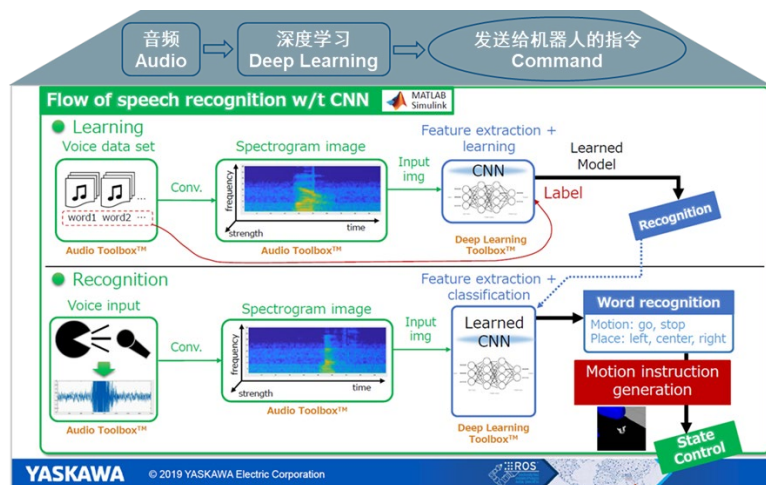 音频
Audio
深度学习
Deep Learning
发送给机器人的指令
Command
Flow of speech recognition w/t CNN
MATLAB
Simulink
Learning
Voice data set
word1 word2 ...
Audio Toolbox™
Conv.
Spectrogram image
frequency
strength
time
Audio Toolbox™
Input
img
Feature extraction +
learning
CNN
Deep Learning
Toolbox™
Label
Learned
Model
Recognition
Recognition
Voice input
Audio Toolbox™
Conv.
Spectrogram image
frequency
strength
time
Audio Toolbox™
Input
img
Feature extraction +
classification
Learned
CNN
Deep Learning
Toolbox™
Word recognition
Motion: go, stop
Place: left, center, right
Motion instruction
generation
State
Control
YASKAWA
© 2019 YASKAWA Electric Corporation
ROS